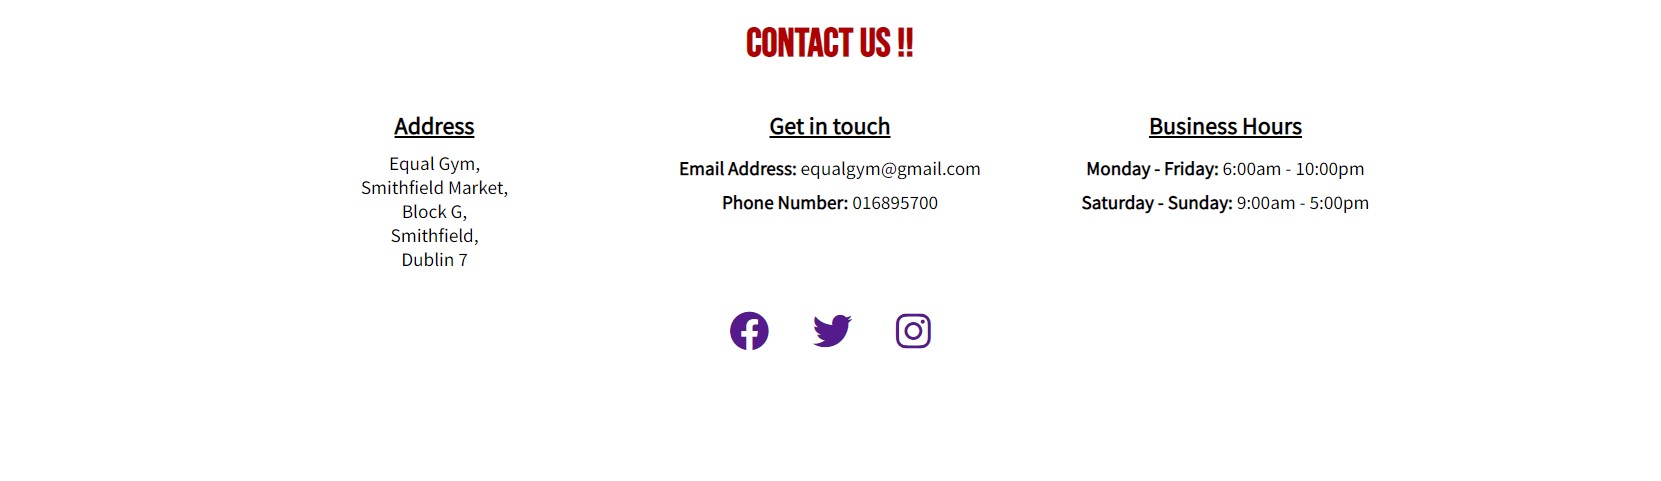 CONTACT US !!
Address
Equal Gym,
Smithfield Market,
Block G,
Smithfield,
Dublin 7
Get in touch
Email Address: equalgym@gmail.com
Phone Number: 016895700
Business Hours
Monday - Friday: 6:00am - 10:00pm
Saturday - Sunday: 9:00am - 5:00pm